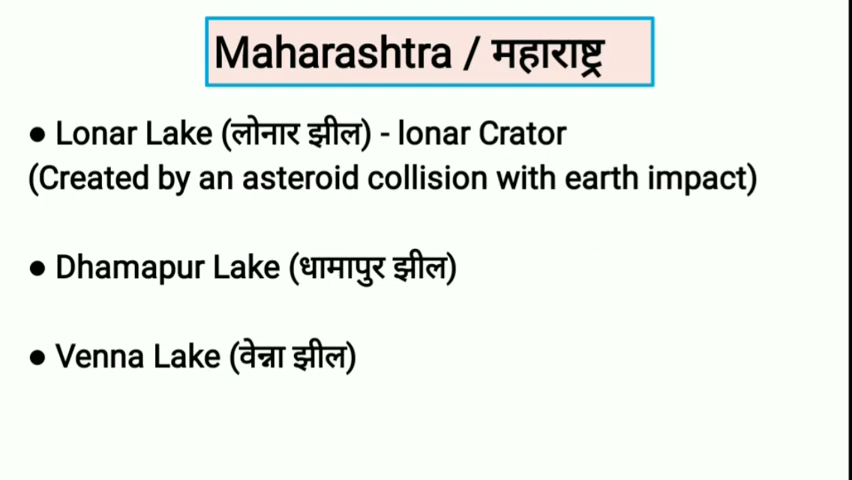 Maharashtra / महाराष्ट्र
● Lonar Lake (लोनार झील) - lonar Crator
(Created by an asteroid collision with earth impact)
● Dhamapur Lake (धामापुर झील)
● Venna Lake (वेन्ना झील)